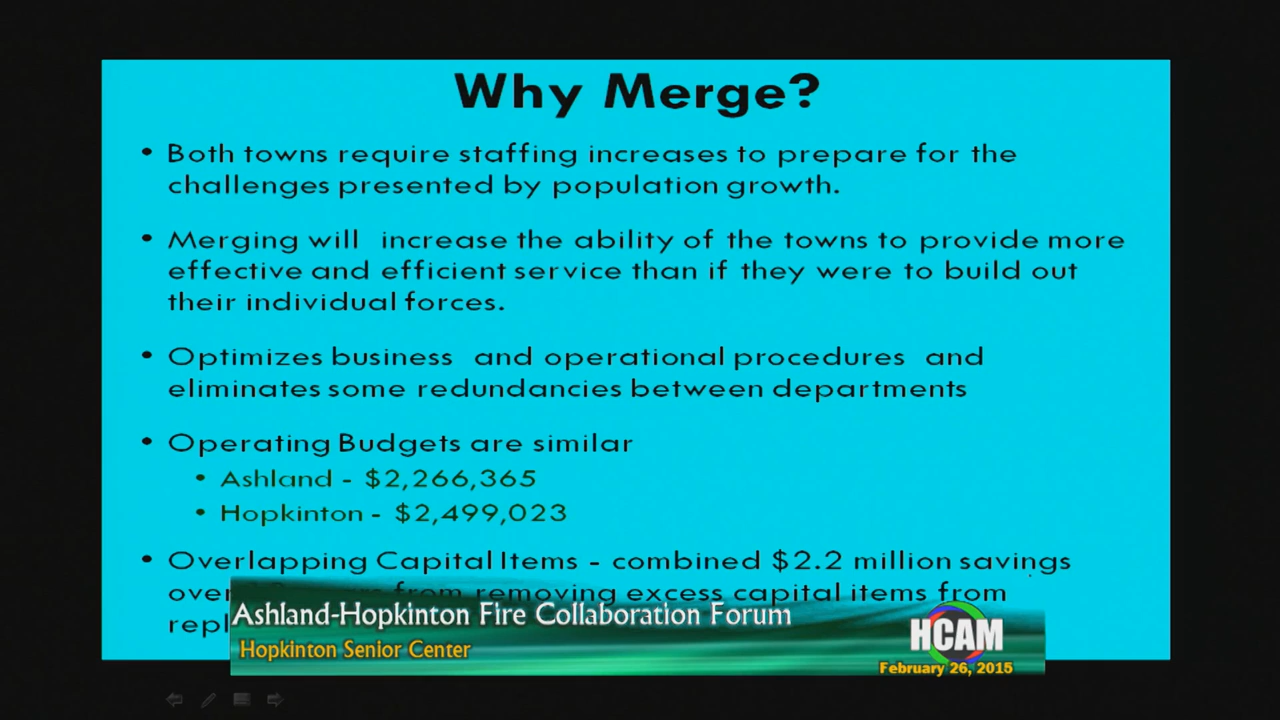 Why Merge?
• Both towns require staffing increases to prepare for the
challenges presented by population growth.
• Merging will increase the ability of the towns to provide more
effective and efficient service than if they were to build out
their individual forces.
• Optimizes business and operational procedures and
eliminates some redundancies between departments
• Operating Budgets are similar
• Ashland - $2,266,365
• Hopkinton - $2,499,023
• Overlapping Capital Items - combined $2.2 million savings
over from removing excess capital items from
Ashland-Hopkinton Fire Collaboration Forum
Hopkinton Senior Center
HCAM
February 26, 2015